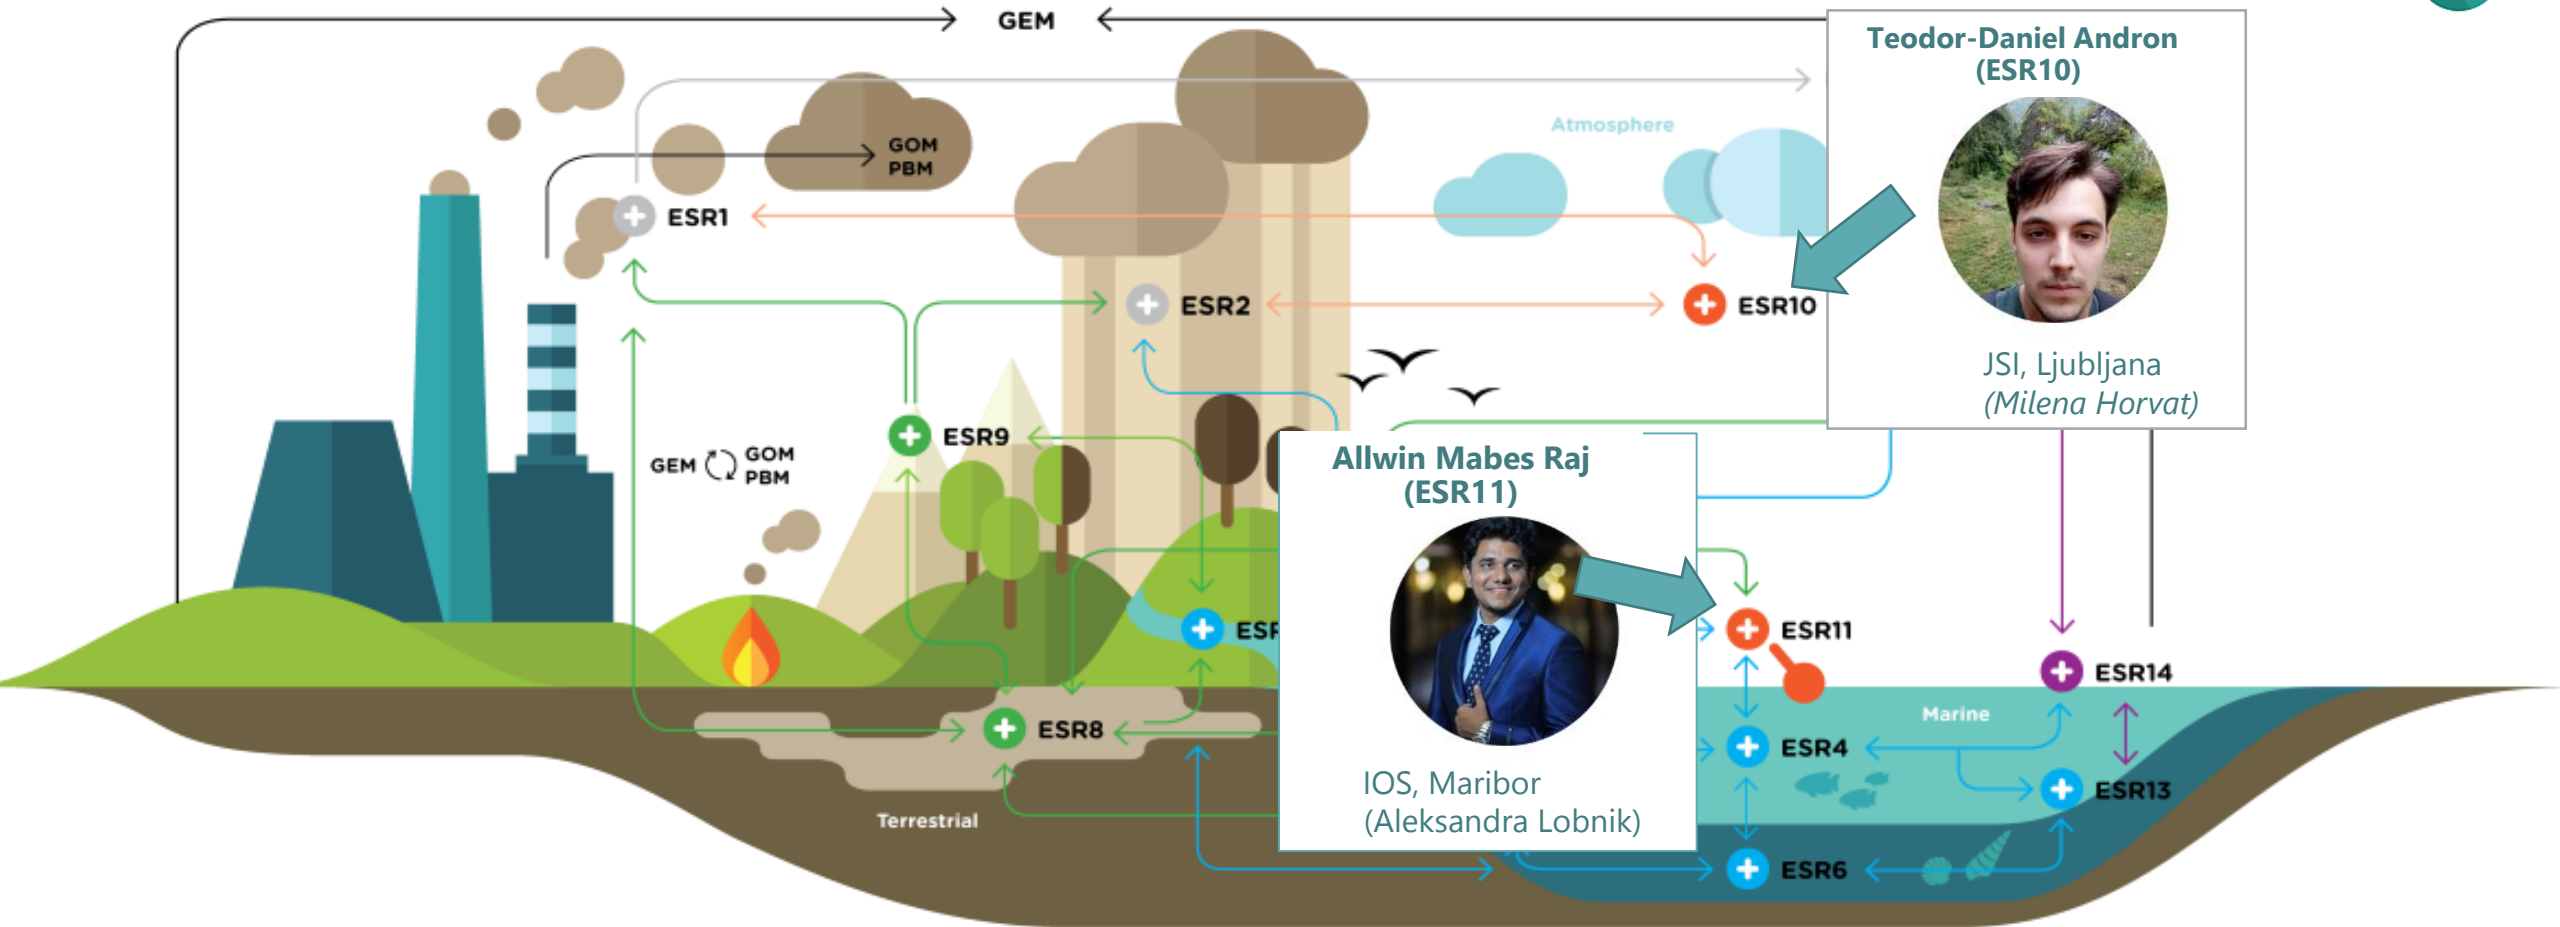 GEM
Teodor-Daniel Andron
(ESR10)
Atmosphere
GOM
PBM
ESR1
ESR2
ESR10
JSI, Ljubljana
(Milena Horvat)
ESR9
GEM
GOM
PBM
Allwin Mabes Raj
(ESR11)
ESR11
ESR14
Marine
ESR8
ESR4
IOS, Maribor
(Aleksandra Lobnik)
ESR13
Terrestrial
ESR6